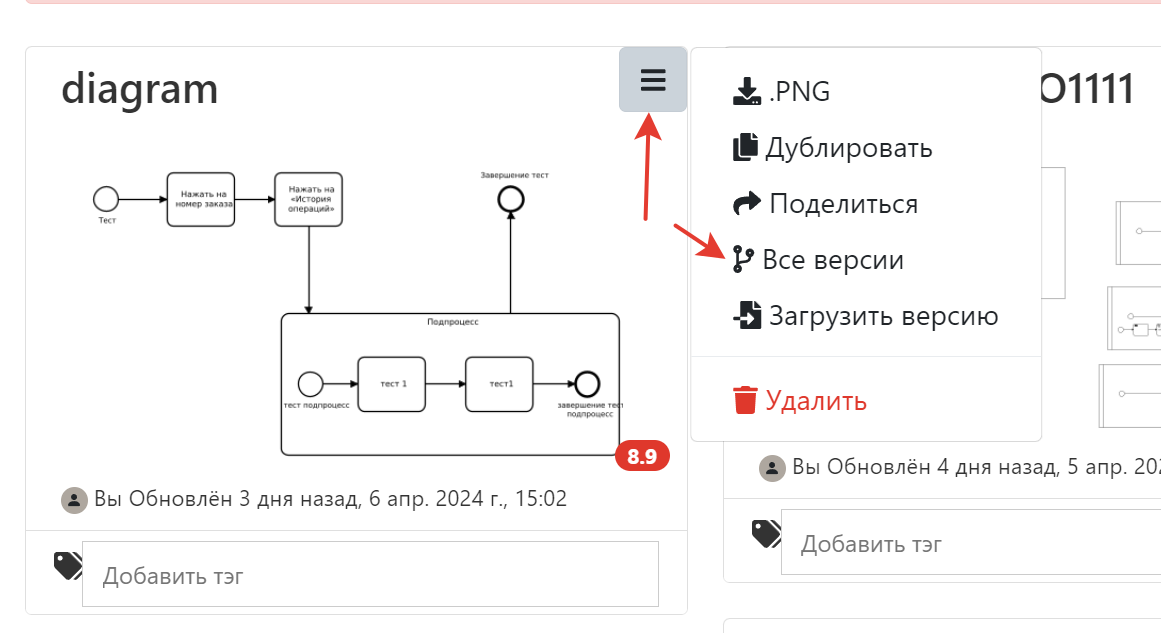 diagram
Тест
Нажать на
номер заказа
Нажать на
«История
операций»
Завершение тест
Подпроцесс
тест подпроцесс
тест 1
тест1
завершение тес
подпроцесс
8.9
Вы Обновлён 3 дня назад, 6 апр. 2024 г., 15:02
Добавить тэг
.PNG
Дублировать
Поделиться
Все версии
Загрузить версию
Удалить
O1111
Вы Обновлён 4 дня назад, 5 апр. 202
Добавить тэг